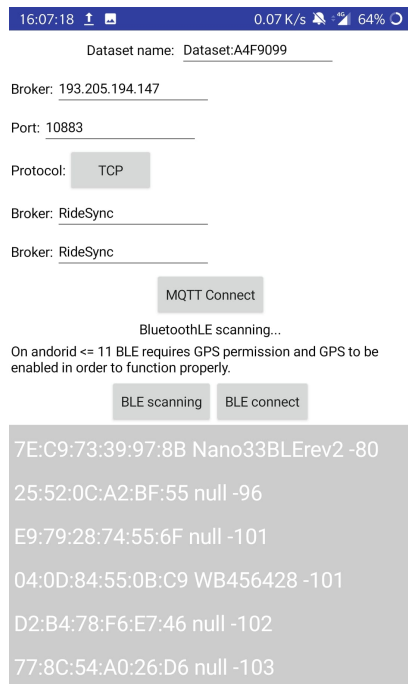 16:07:18 0.07 K/s 4G 64%
Dataset name: Dataset:A4F9099
Broker: 193.205.194.147
Port: 10883
Protocol: TCP
Broker: RideSync
Broker: RideSync
MQTT Connect
BluetoothLE scanning...
On andorid <= 11 BLE requires GPS permission and GPS to be
enabled in order to function properly.
BLE scanning BLE connect
7E:C9:73:39:97:8B Nano33BLErev2 -80
25:52:0C:A2:BF:55 null -96
E9:79:28:74:55:6F null -101
04:0D:84:55:0B:C9 WB456428 -101
D2:B4:78:F6:E7:46 null -102
77:8C:54:A0:26:D6 null -103